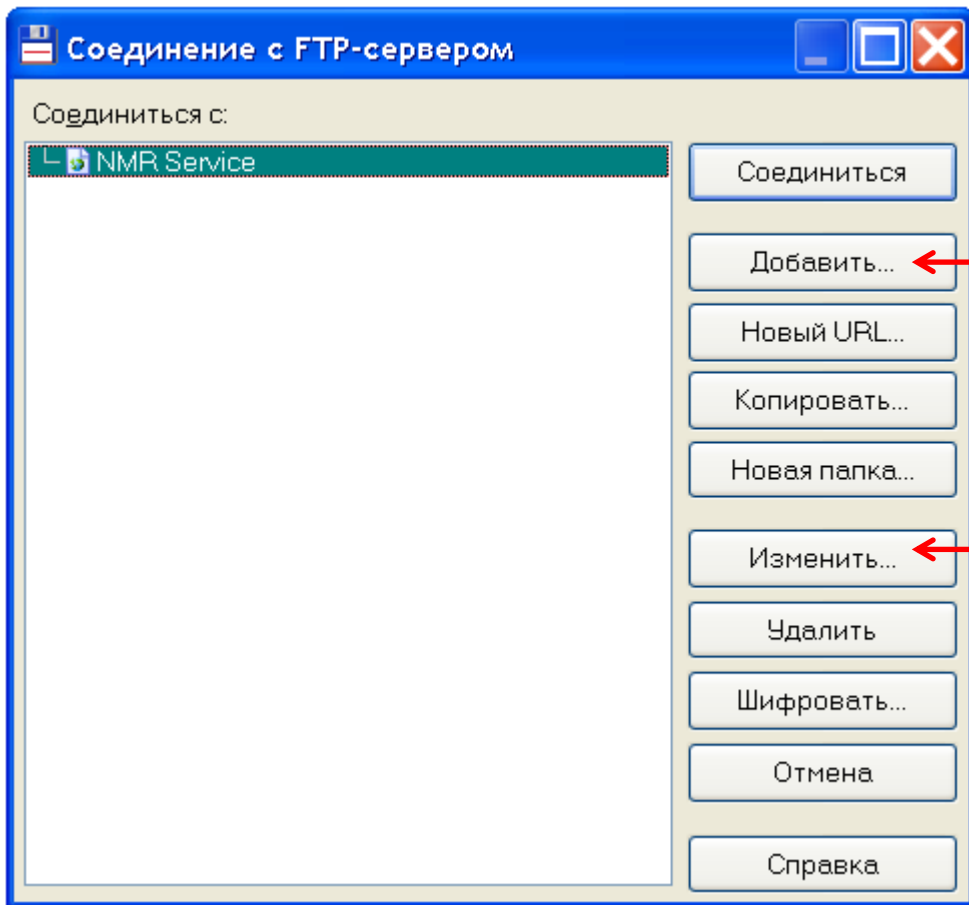 Соединение с FTP-сервером
Соединиться с:
NMR Service
Соединиться
Добавить...
Новый URL...
Копировать...
Новая папка...
Изменить...
Удалить
Шифровать...
Отмена
Справка